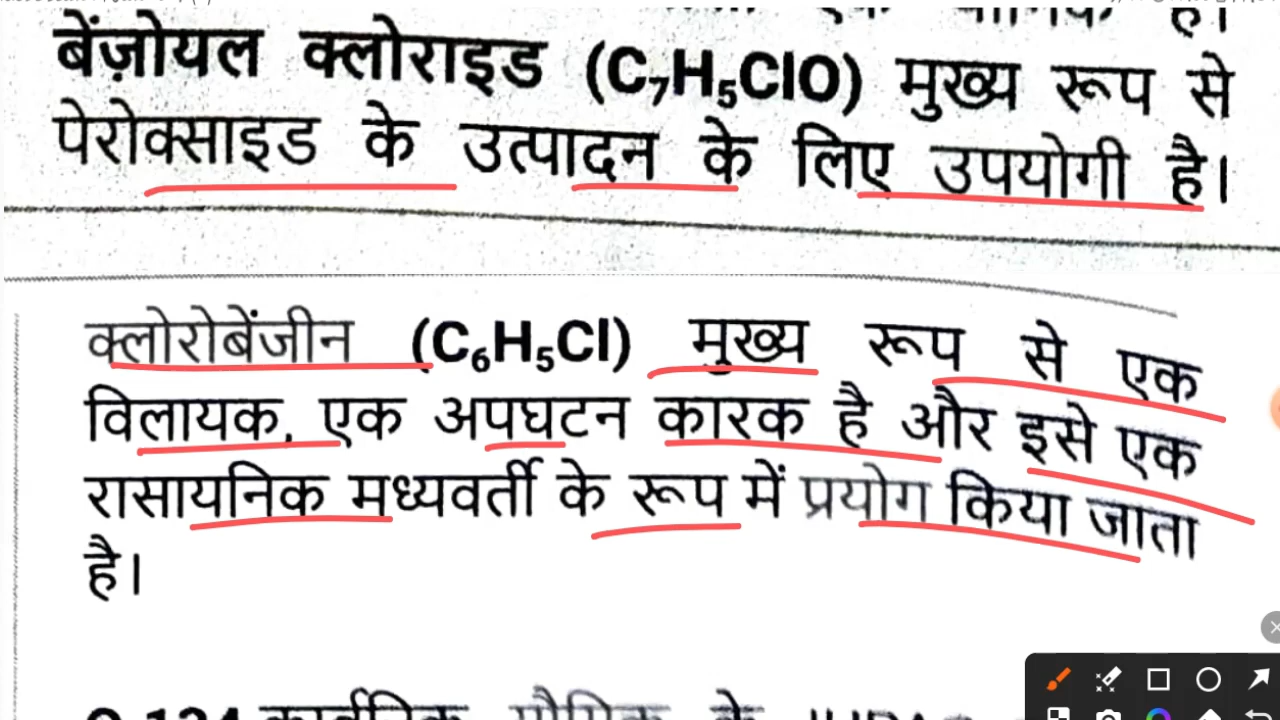 है।
बेंज़ोयल क्लोराइड (C₇H₅ClO) मुख्य रूप से
पेरोक्साइड के उत्पादन के लिए उपयोगी है।
क्लोरोबेंजीन (C₆H₅Cl) मुख्य रूप से एक
विलायक, एक अपघटन कारक है और इसे एक
रासायनिक मध्यवर्ती के रूप में प्रयोग किया जाता
है।
कार्बनिक यौगिक के